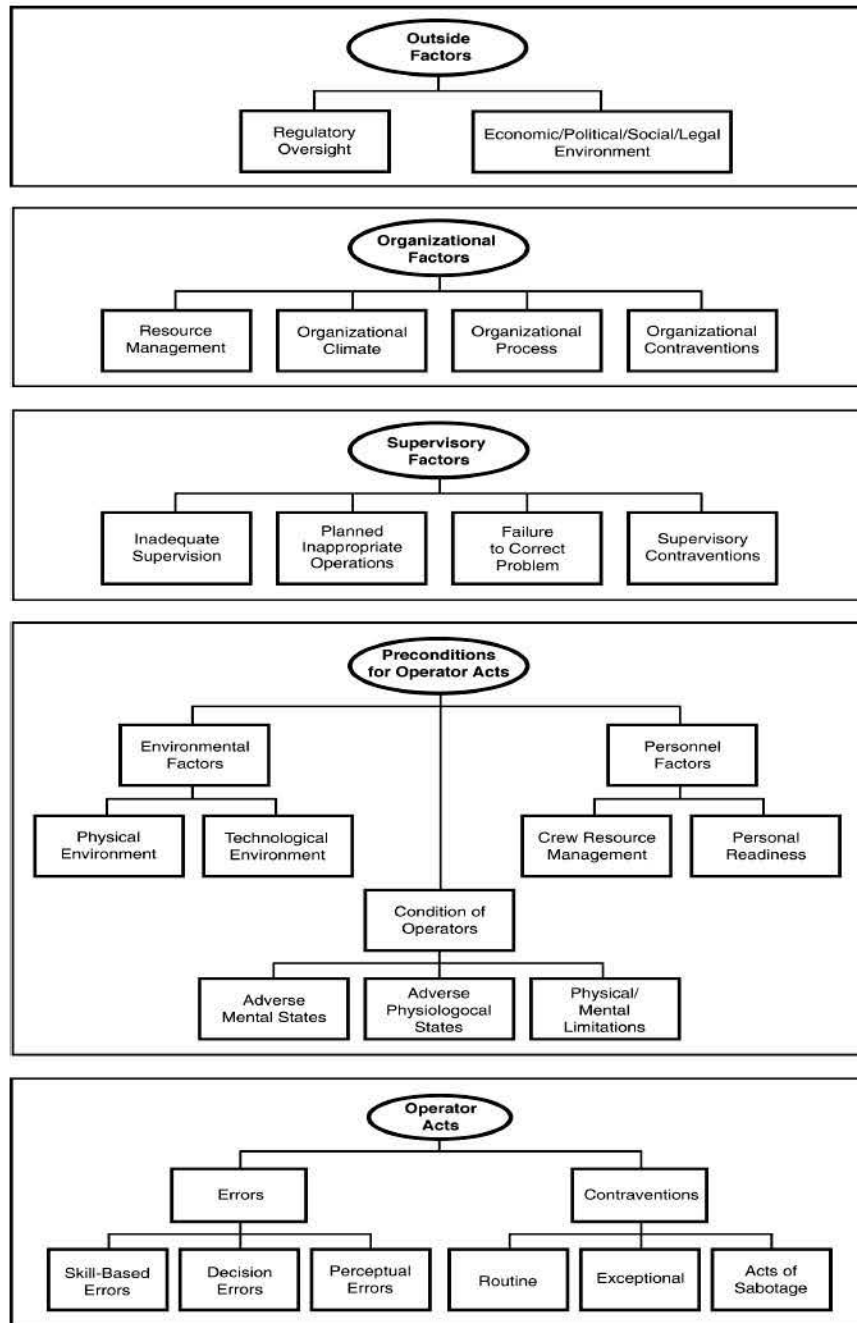 Outside
Factors
Regulatory
Oversight
Economic/Political/Social/Legal
Environment
Organizational
Factors
Resource
Management
Organizational
Climate
Organizational
Process
Organizational
Contraventions
Supervisory
Factors
Inadequate
Supervision
Planned
Inappropriate
Operations
Failure
to Correct
Problem
Supervisory
Contraventions
Preconditions
for Operator Acts
Environmental
Factors
Personnel
Factors
Physical
Environment
Technological
Environment
Crew Resource
Management
Personal
Readiness
Condition of
Operators
Adverse
Mental States
Adverse
Physiologocal
States
Physical/
Mental
Limitations
Operator
Acts
Errors
Contraventions
Skill-Based
Errors
Decision
Errors
Perceptual
Errors
Routine
Exceptional
Acts of
Sabotage